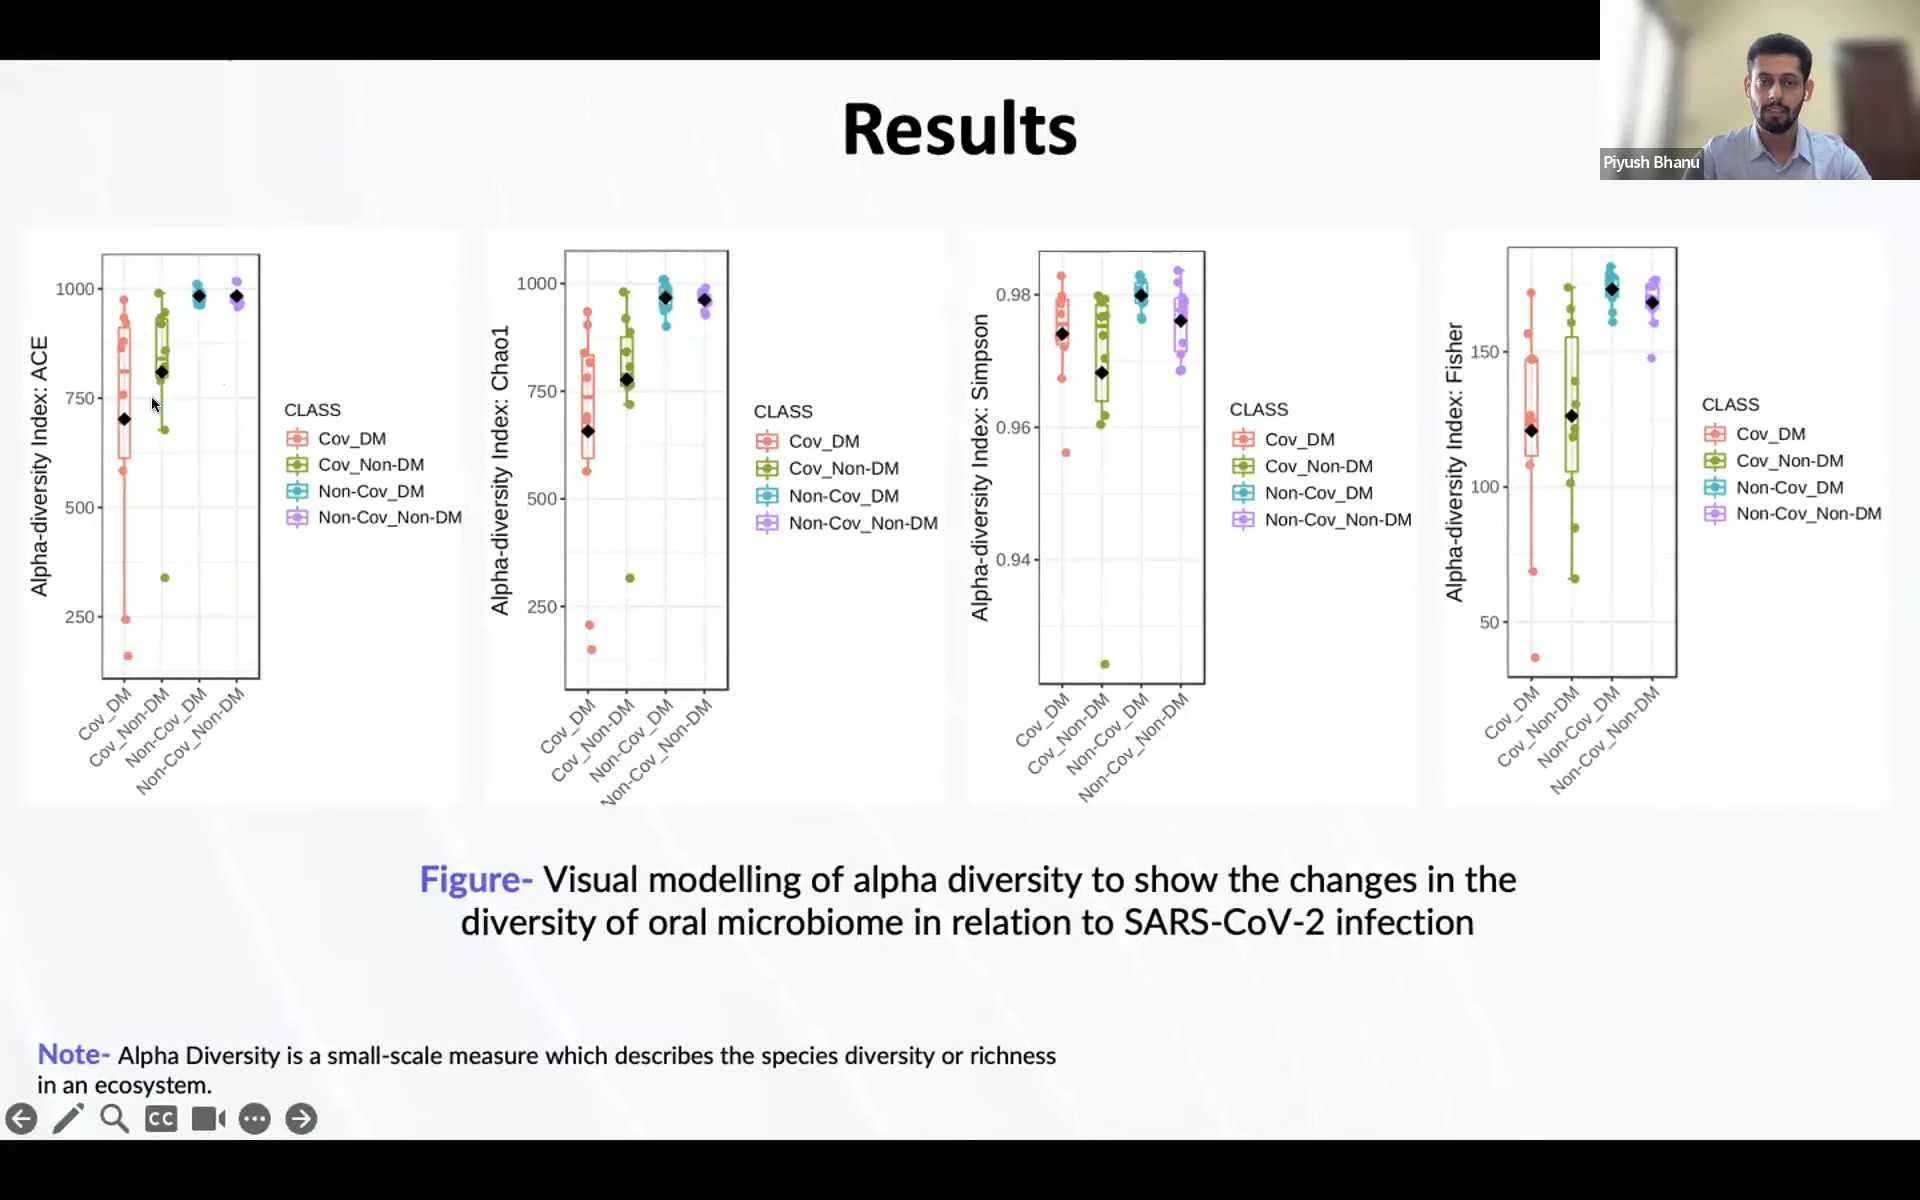 Results
Piyush Bhanu
Alpha-diversity Index: ACE
1000
750
500
250
Cov_DM
Cov_Non-DM
Non-Cov_DM
Non-Cov_Non-DM
CLASS
Cov_DM
Cov_Non-DM
Non-Cov_DM
Non-Cov_Non-DM
Alpha-diversity Index: Chao1
1000
750
500
250
Cov_DM
Cov_Non-DM
Non-Cov_DM
Non-Cov_Non-DM
CLASS
Cov_DM
Cov_Non-DM
Non-Cov_DM
Non-Cov_Non-DM
Alpha-diversity Index: Simpson
0.98
0.96
0.94
Cov_DM
Cov_Non-DM
Non-Cov_DM
Non-Cov_Non-DM
CLASS
Cov_DM
Cov_Non-DM
Non-Cov_DM
Non-Cov_Non-DM
Alpha-diversity Index: Fisher
150
100
50
Cov_DM
Cov_Non-DM
Non-Cov_DM
Non-Cov_Non-DM
CLASS
Cov_DM
Cov_Non-DM
Non-Cov_DM
Non-Cov_Non-DM
Figure- Visual modelling of alpha diversity to show the changes in the
diversity of oral microbiome in relation to SARS-CoV-2 infection
Note- Alpha Diversity is a small-scale measure which describes the species diversity or richness
in an ecosystem.
CC